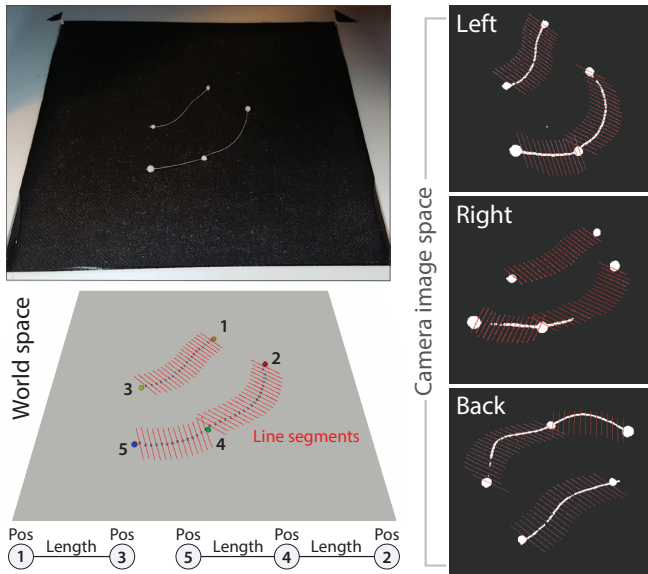 Left
Right
Back
Camera image space
World space
1
2
3
4
5
Line segments
Pos Pos Pos Pos Pos
1 Length 3 5 Length 4 Length 2